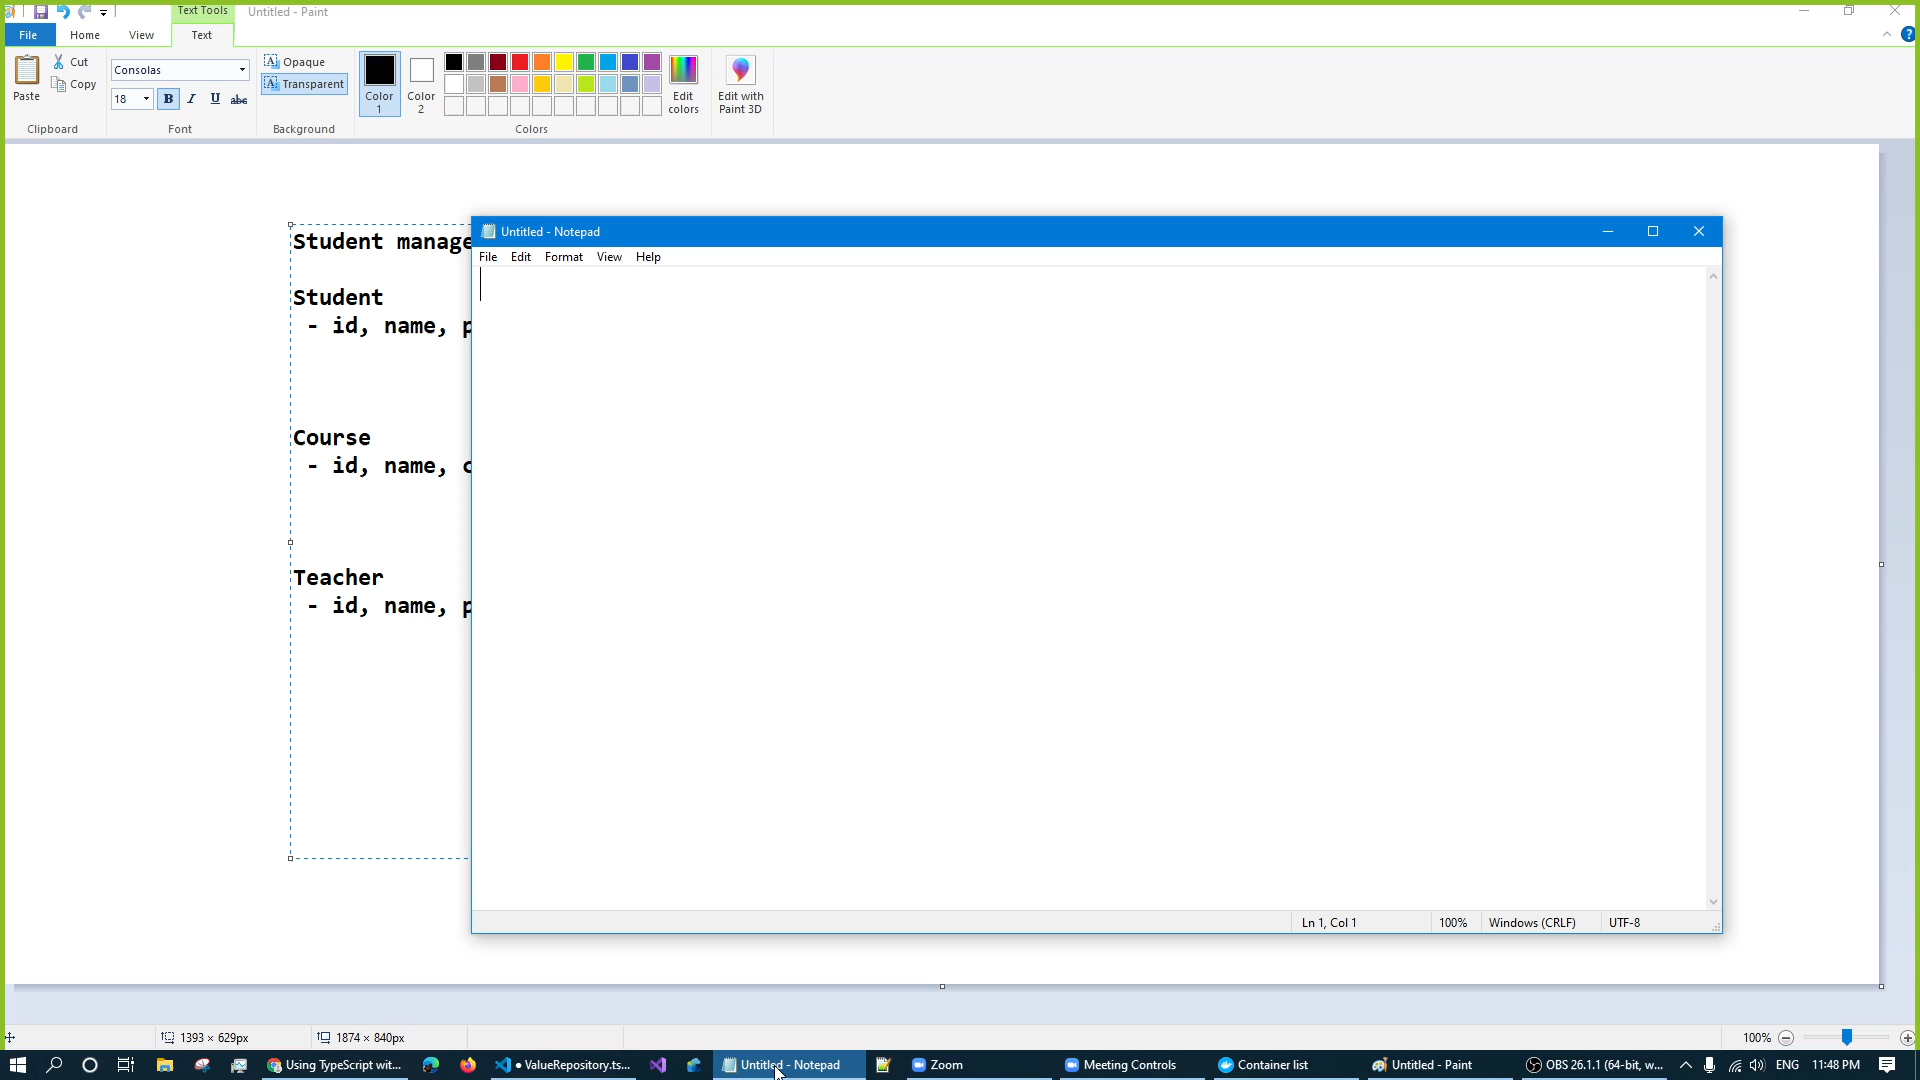 Text Tools
Untitled - Paint
File
Home
View
Text
Cut
Copy
Paste
Clipboard
Consolas
18
B
I
U
abc
Font
Opaque
Transparent
Background
Color
1
Color
2
Edit
colors
Colors
Edit with
Paint 3D
Student manage
Student
- id, name, p
Course
- id, name, c
Teacher
- id, name, p
Untitled - Notepad
File
Edit
Format
View
Help
Ln 1, Col 1
100%
Windows (CRLF)
UTF-8
1393 × 629px
1874 × 840px
100%
Using TypeScript wit...
• ValueRepository.ts...
Untitled - Notepad
Zoom
Meeting Controls
Container list
Untitled - Paint
OBS 26.1.1 (64-bit, w...
ENG
11:48 PM